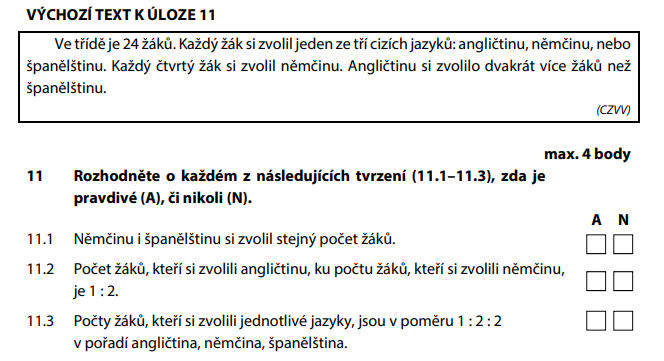 VÝCHOZÍ TEXT K ÚLOZE 11
Ve třídě je 24 žáků. Každý žák si zvolil jeden ze tří cizích jazyků: angličtinu, němčinu, nebo
španělštinu. Každý čtvrtý žák si zvolil němčinu. Angličtinu si zvolilo dvakrát více žáků než
španělštinu.
(CZVV)
max. 4 body
11 Rozhodněte o každém z následujících tvrzení (11.1–11.3), zda je
pravdivé (A), či nikoli (N).
A N
11.1 Němčinu i španělštinu si zvolil stejný počet žáků.
11.2 Počet žáků, kteří si zvolili angličtinu, ku počtu žáků, kteří si zvolili němčinu,
je 1 : 2.
11.3 Počty žáků, kteří si zvolili jednotlivé jazyky, jsou v poměru 1 : 2 : 2
v pořadí angličtina, němčina, španělština.